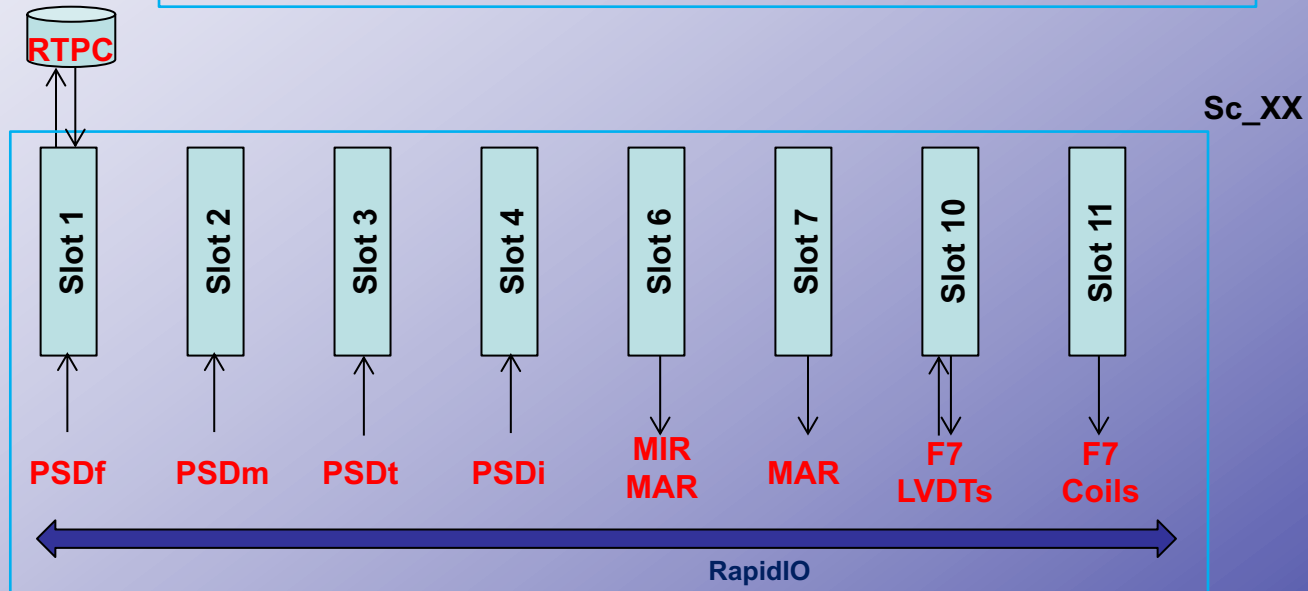 RTPC
Sc_XX
Slot 1
Slot 2
Slot 3
Slot 4
Slot 6
Slot 7
Slot 10
Slot 11
PSDf
PSDm
PSDt
PSDi
MIR
MAR
MAR
F7
LVDTs
F7
Coils
RapidIO